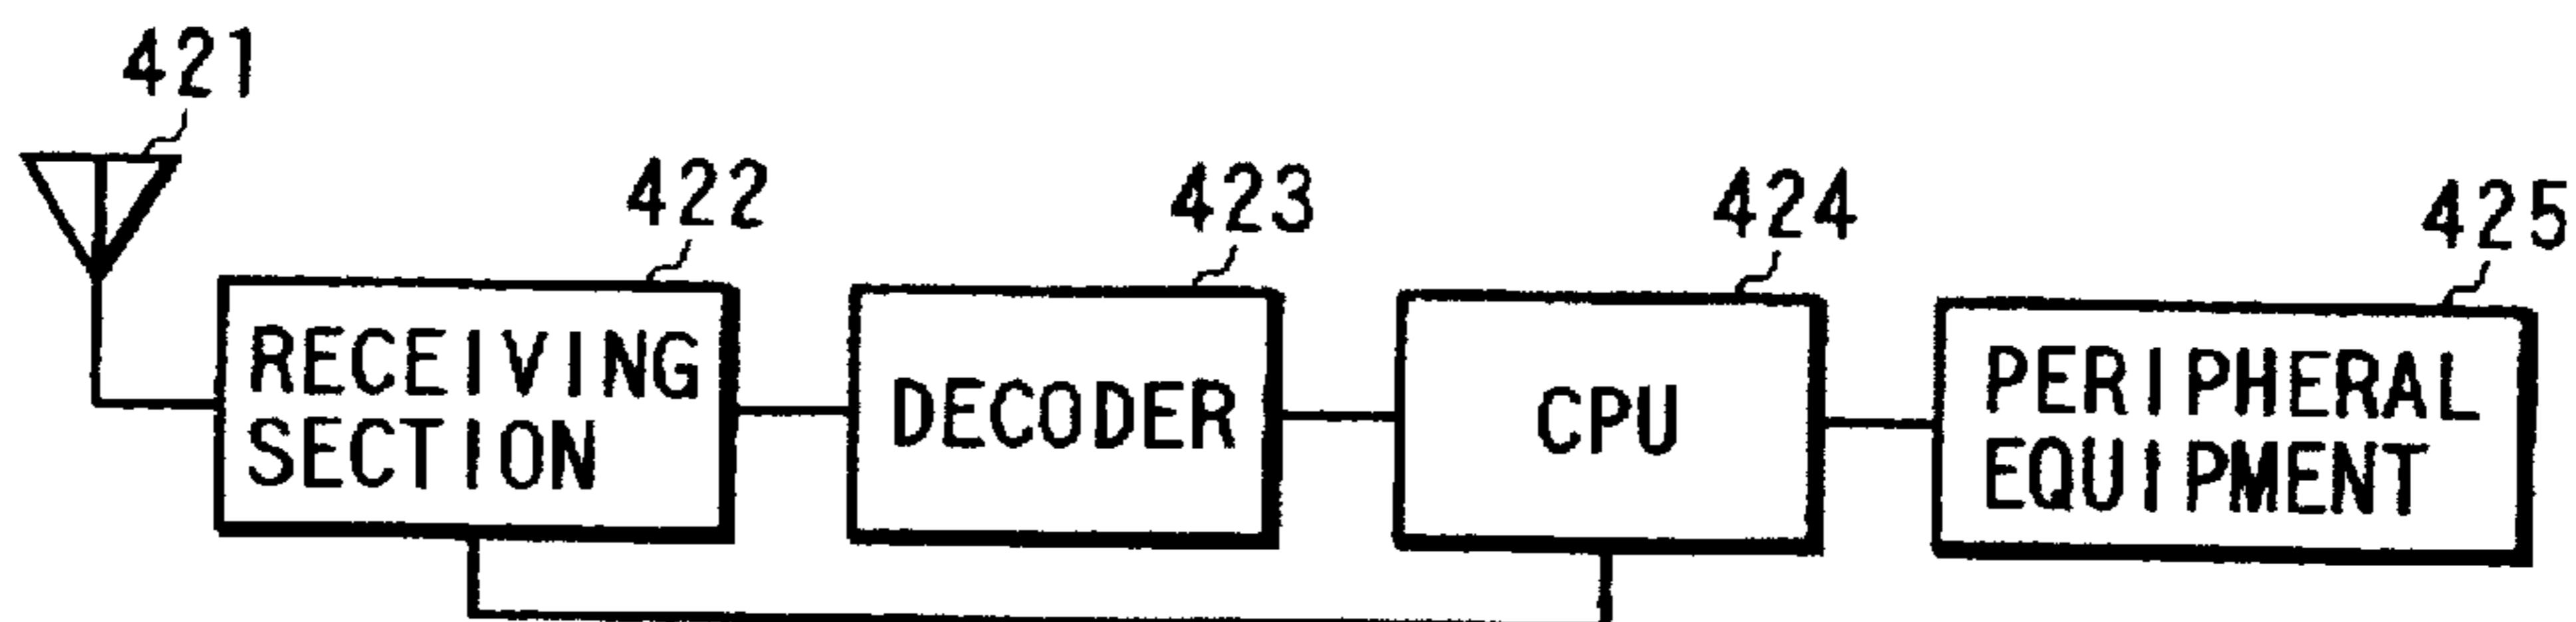 421
422
423
424
425
RECEIVING
SECTION
DECODER
CPU
PERIPHERAL
EQUIPMENT